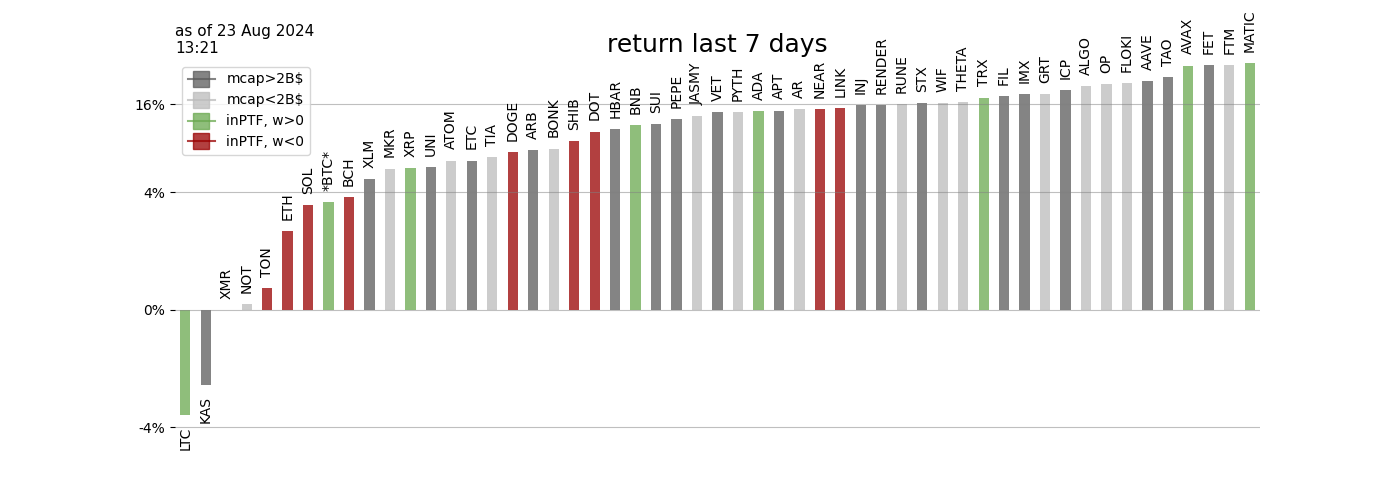 as of 23 Aug 2024
13:21
return last 7 days
mcap>2B$
mcap<2B$
inPTF, w>0
inPTF, w<0
16%
4%
0%
-4%
LTC
KAS
XMR
NOT
TON
ETH
SOL
*BTC*
BCH
XLM
MKR
XRP
UNI
ATOM
ETC
TIA
DOGE
ARB
BONK
SHIB
DOT
HBAR
BNB
SUI
PEPE
JASMY
VET
PYTH
ADA
APT
AR
NEAR
LINK
INJ
RENDER
RUNE
STX
WIF
THETA
TRX
FIL
IMX
GRT
ICP
ALGO
OP
FLOKI
AAVE
TAO
AVAX
FET
FTM
MATIC